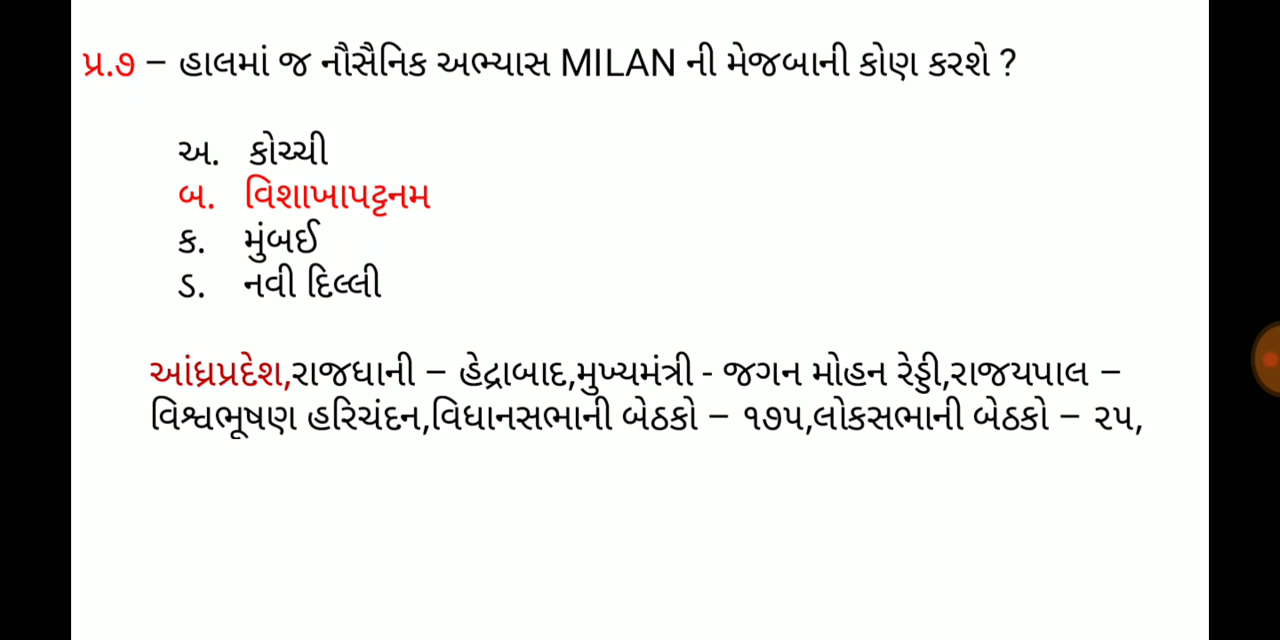 પ્ર.૭ – હાલમાં જ નૌસૈનિક અભ્યાસ MILAN ની મેજબાની કોણ કરશે ?
અ. કોચ્ચી
બ. વિશાખાપટ્ટનમ
ક. મુંબઈ
ડ. નવી દિલ્લી
આંધ્રપ્રદેશ,રાજધાની – હેદ્રાબાદ,મુખ્યમંત્રી - જગન મોહન રેડ્ડી,રાજયપાલ –
વિશ્વભૂષણ હરિચંદન,વિધાનસભાની બેઠકો – ૧૭૫,લોકસભાની બેઠકો – ૨૫,